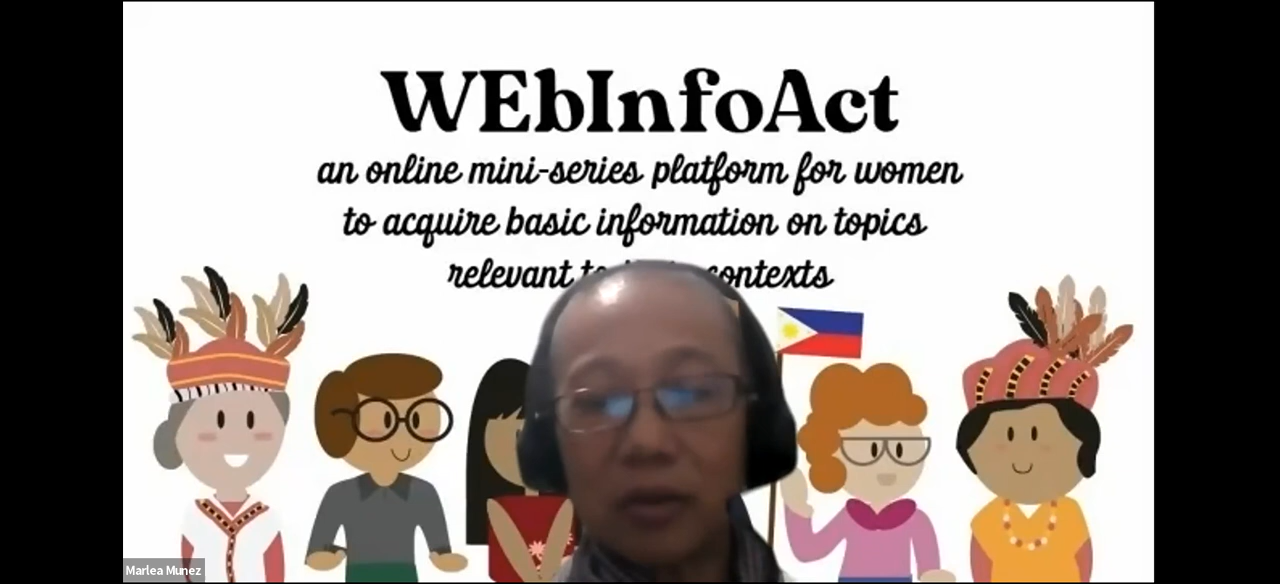 WEbInfoAct
an online mini-series platform for women
to acquire basic information on topics
relevant contexts
Marlea Munez